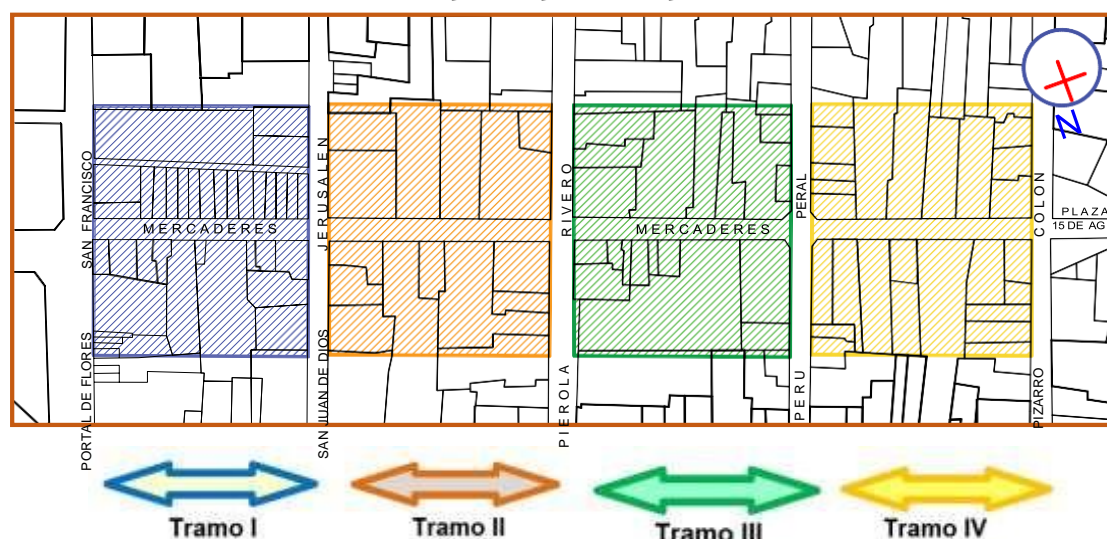 SAN FRANCISCO
JERUSALEN
RIVERO
PERAL
COLON
N
PLAZA
15 DE AG
MERCADERES
MERCADERES
PORTAL DE FLORES
SAN JUAN DE DIOS
PIEROLA
PERU
PIZARRO
Tramo I
Tramo II
Tramo III
Tramo IV